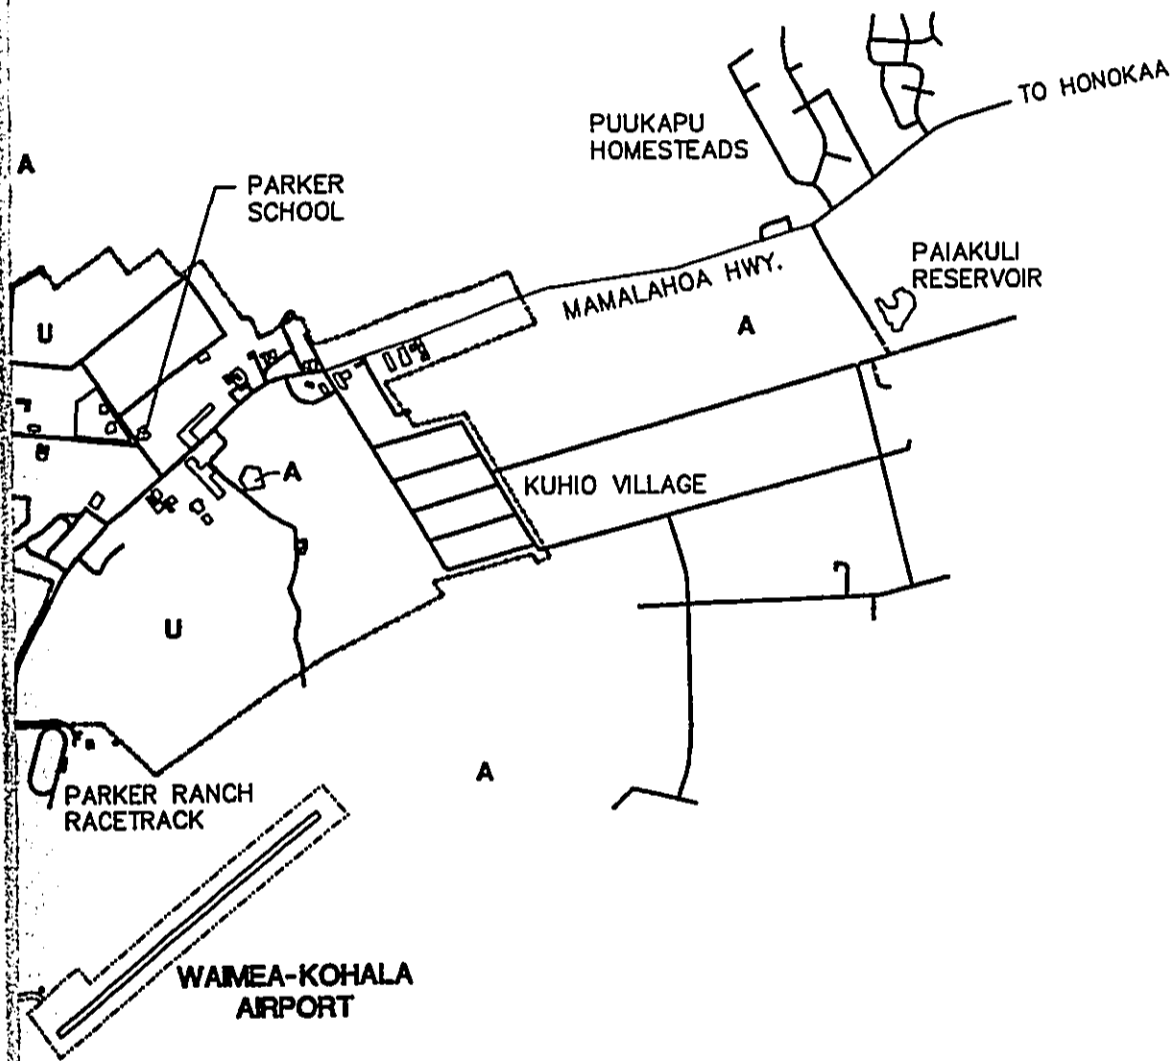 TO HONOKAA
PUUKAPU
HOMESTEADS
A
PARKER
SCHOOL
PAIAKULI
RESERVOIR
MAMALAHOA HWY.
A
U
A
KUHIO VILLAGE
U
A
PARKER RANCH
RACETRACK
WAIMEA-KOHALA
AIRPORT